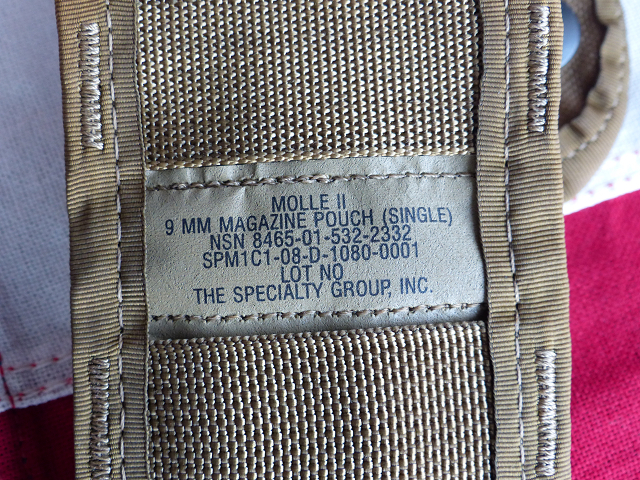 MOLLE II
9 MM MAGAZINE POUCH (SINGLE)
NSN 8465-01-532-2332
SPM1C1-08-D-1080-0001
LOT NO
THE SPECIALTY GROUP, INC.